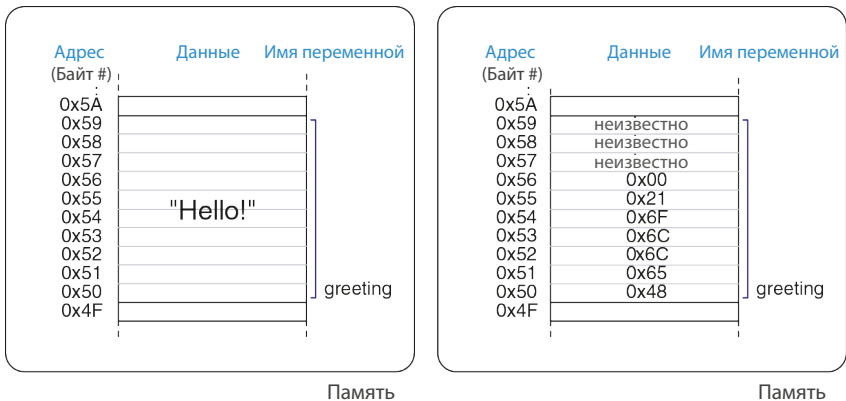 Адрес Данные Имя переменной
(Байт #)
0x5A
0x59
0x58
0x57
0x56
0x55
0x54
0x53
0x52
0x51
0x50
0x4F
"Hello!"
greeting
Память
Адрес Данные Имя переменной
(Байт #)
0x5A
0x59 неизвестно
0x58 неизвестно
0x57 неизвестно
0x56 0x00
0x55 0x21
0x54 0x6F
0x53 0x6C
0x52 0x6C
0x51 0x65
0x50 0x48 greeting
0x4F
Память